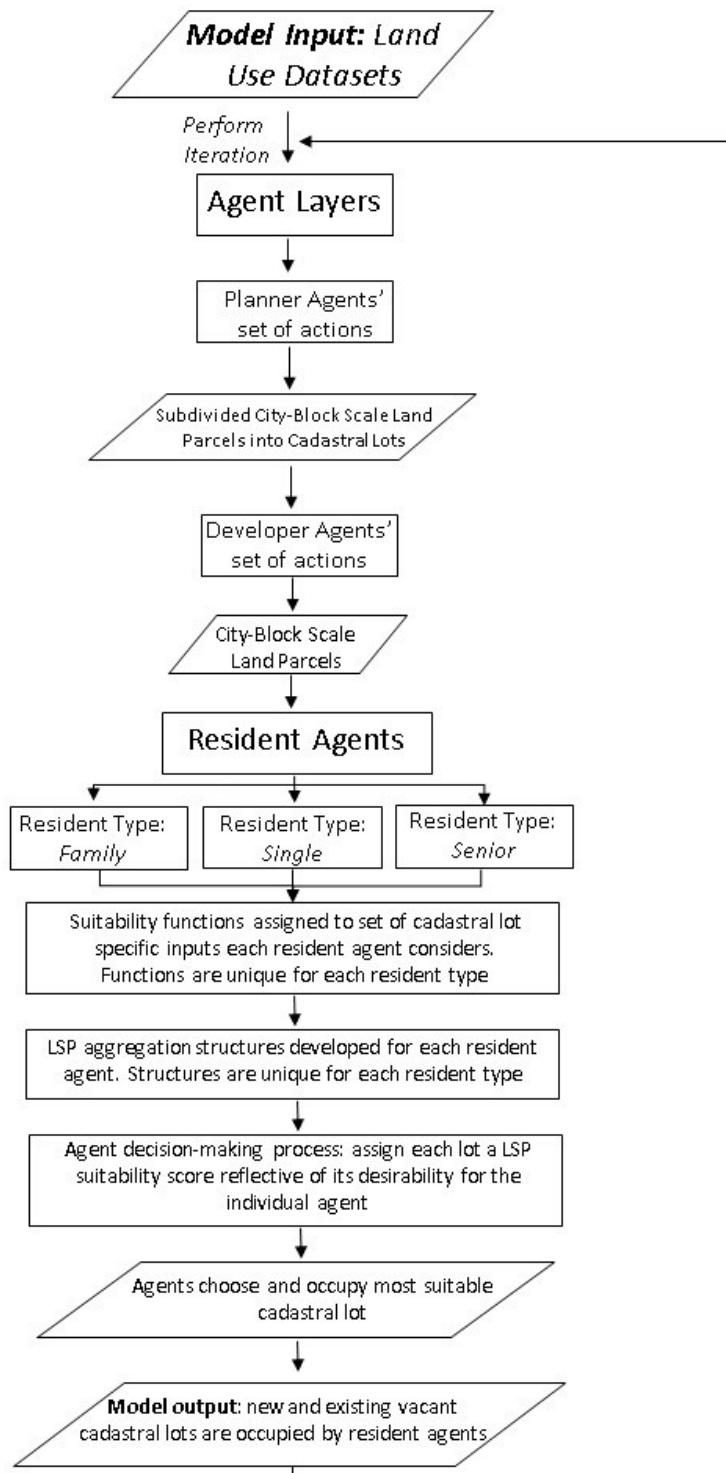 Model Input: Land
Use Datasets
Perform
Iteration
Agent Layers
Planner Agents'
set of actions
Subdivided City-Block Scale Land
Parcels into Cadastral Lots
Developer Agents'
set of actions
City-Block Scale
Land Parcels
Resident Agents
Resident Type:
Family
Resident Type:
Single
Resident Type:
Senior
Suitability functions assigned to set of cadastral lot
specific inputs each resident agent considers.
Functions are unique for each resident type
LSP aggregation structures developed for each resident
agent. Structures are unique for each resident type
Agent decision-making process: assign each lot a LSP
suitability score reflective of its desirability for the
individual agent
Agents choose and occupy most suitable
cadastral lot
Model output: new and existing vacant
cadastral lots are occupied by resident agents